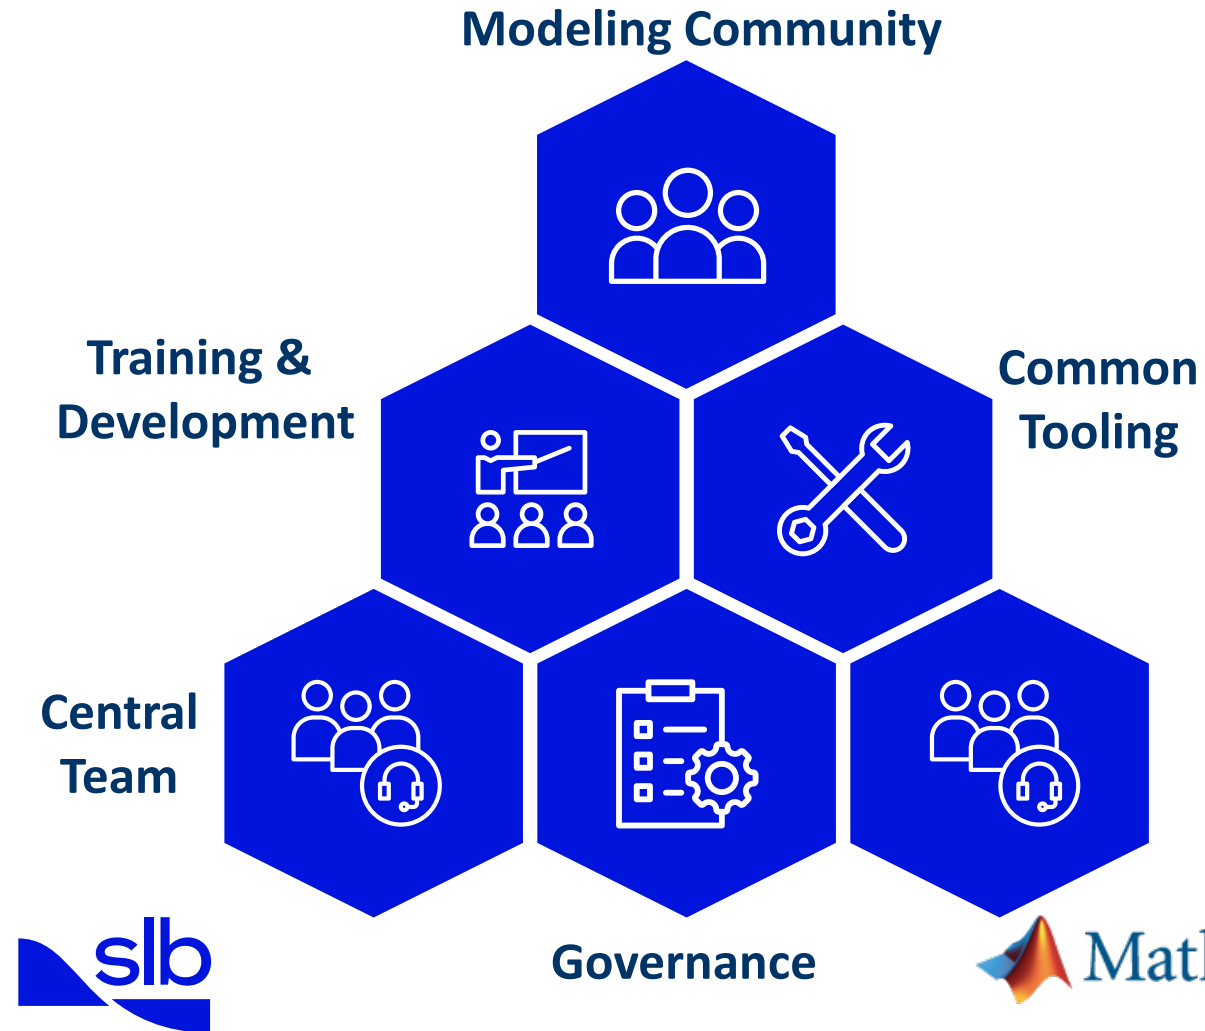 Modeling Community
Training &
Development
Common
Tooling
Central
Team
slb
Governance